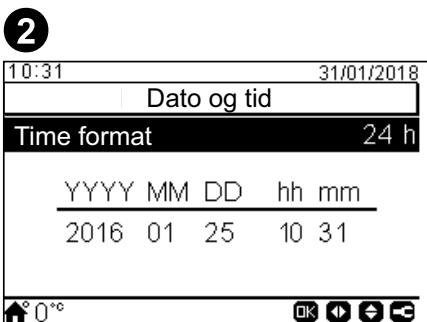 2
10:31 31/01/2018
Dato og tid
Time format 24 h
YYYY MM DD hh mm
2016 01 25 10 31
0°C OK